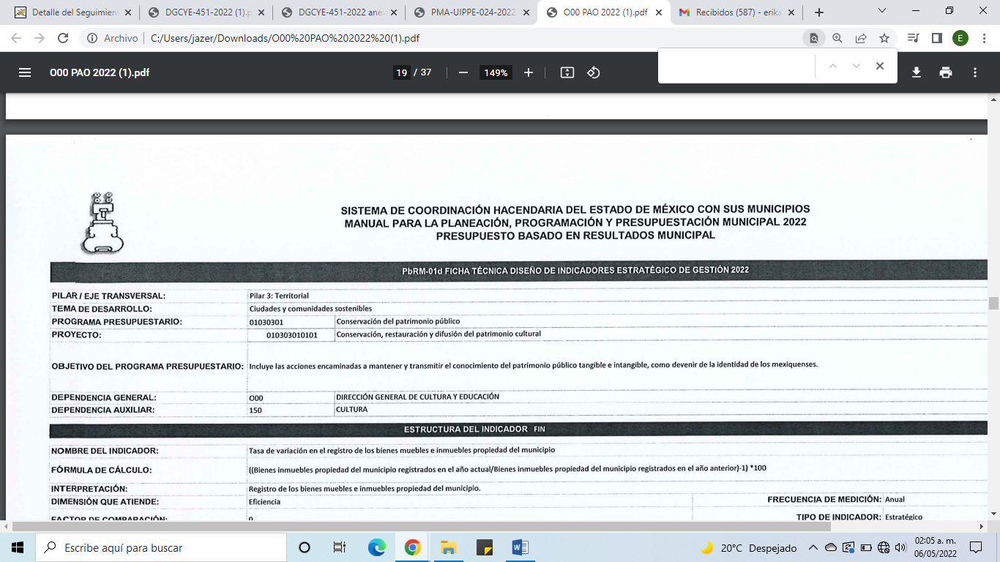 Detalle del Seguimien
DGCYE-451-2022 (1).p
DGCYE-451-2022 ane
PMA-UIPPE-024-2022
O00 PAO 2022 (1).pdf
Recibidos (587) - erika
Archivo
C:/Users/jazer/Downloads/O00%20PAO%202022%20(1).pdf
E
O00 PAO 2022 (1).pdf
19 / 37
149%
SISTEMA DE COORDINACIÓN HACENDARIA DEL ESTADO DE MÉXICO CON SUS MUNICIPIOS
MANUAL PARA LA PLANEACIÓN, PROGRAMACIÓN Y PRESUPUESTACIÓN MUNICIPAL 2022
PRESUPUESTO BASADO EN RESULTADOS MUNICIPAL
PbRM-01d FICHA TÉCNICA DISEÑO DE INDICADORES ESTRATÉGICO DE GESTIÓN 2022
PILAR / EJE TRANSVERSAL: Pilar 3: Territorial
TEMA DE DESARROLLO: Ciudades y comunidades sostenibles
PROGRAMA PRESUPUESTARIO: 01030301 Conservación del patrimonio público
PROYECTO: 010303010101 Conservación, restauración y difusión del patrimonio cultural
OBJETIVO DEL PROGRAMA PRESUPUESTARIO: Incluye las acciones encaminadas a mantener y transmitir el conocimiento del patrimonio público tangible e intangible, como devenir de la identidad de los mexiquenses.
DEPENDENCIA GENERAL: O00 DIRECCIÓN GENERAL DE CULTURA Y EDUCACIÓN
DEPENDENCIA AUXILIAR: 150 CULTURA
ESTRUCTURA DEL INDICADOR FIN
NOMBRE DEL INDICADOR: Tasa de variación en el registro de los bienes muebles e inmuebles propiedad del municipio
FÓRMULA DE CÁLCULO: ((Bienes inmuebles propiedad del municipio registrados en el año actual/Bienes inmuebles propiedad del municipio registrados en el año anterior)-1) *100
INTERPRETACIÓN: Registro de los bienes muebles e inmuebles propiedad del municipio.
DIMENSIÓN QUE ATIENDE: Eficiencia FRECUENCIA DE MEDICIÓN: Anual
FACTOR DE COMPARACIÓN: 0 TIPO DE INDICADOR: Estratégico
Escribe aquí para buscar
20°C Despejado
02:05 a. m.
06/05/2022